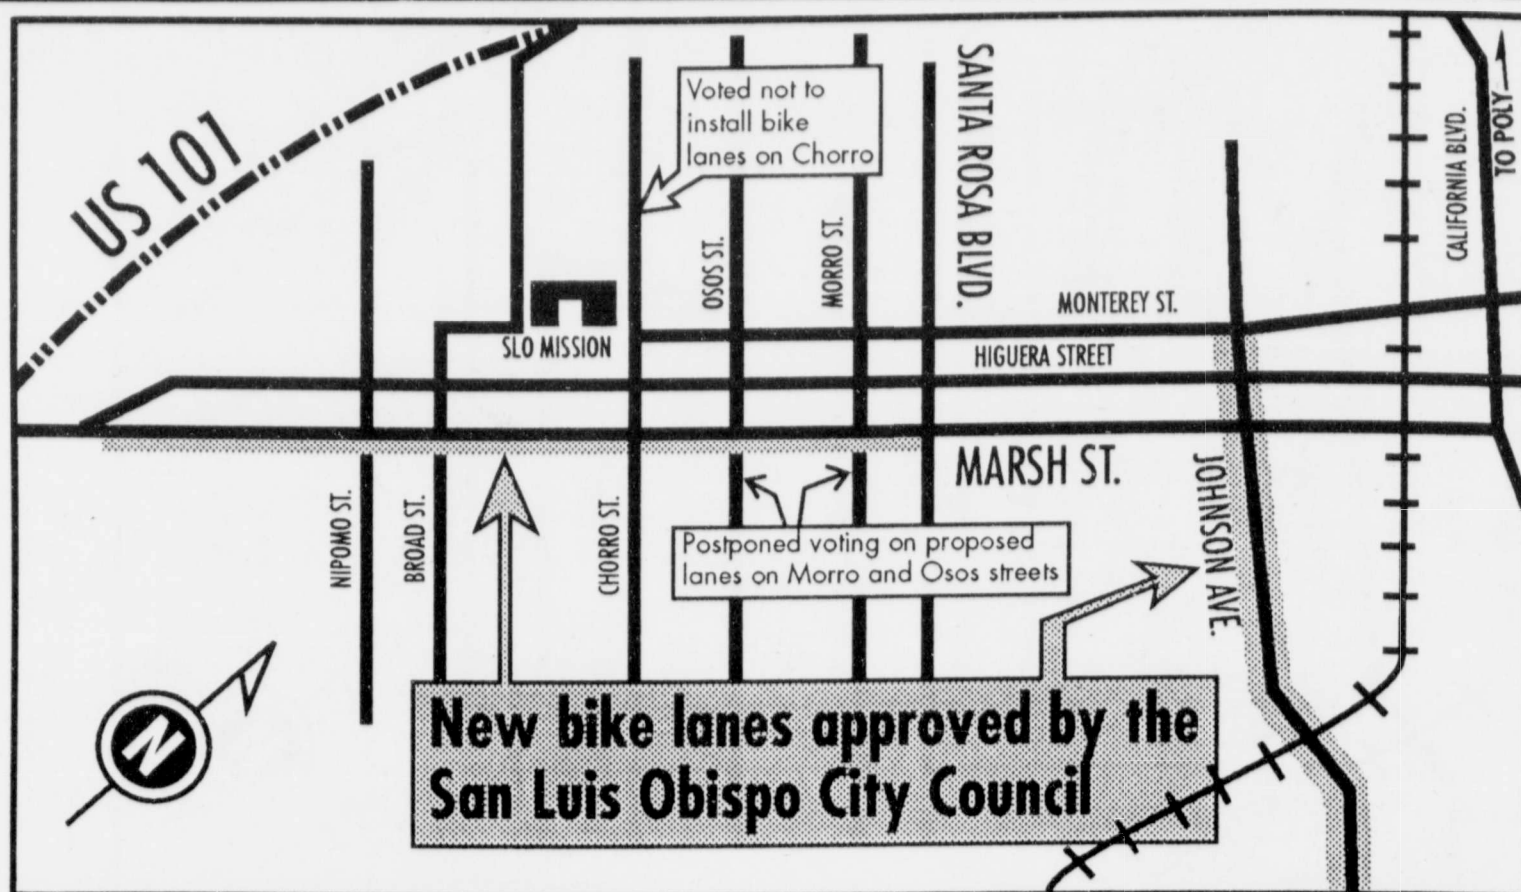 US 101
Voted not to
install bike
lanes on Chorro
SANTA ROSA BLVD.
CALIFORNIA BLVD.
TO POLY
OSOS ST.
MORRO ST.
MONTEREY ST.
SLO MISSION
HIGUERA STREET
MARSH ST.
NIPOMO ST.
BROAD ST.
CHORRO ST.
JOHNSON AVE.
Postponed voting on proposed
lanes on Morro and Osos streets
N
New bike lanes approved by the
San Luis Obispo City Council